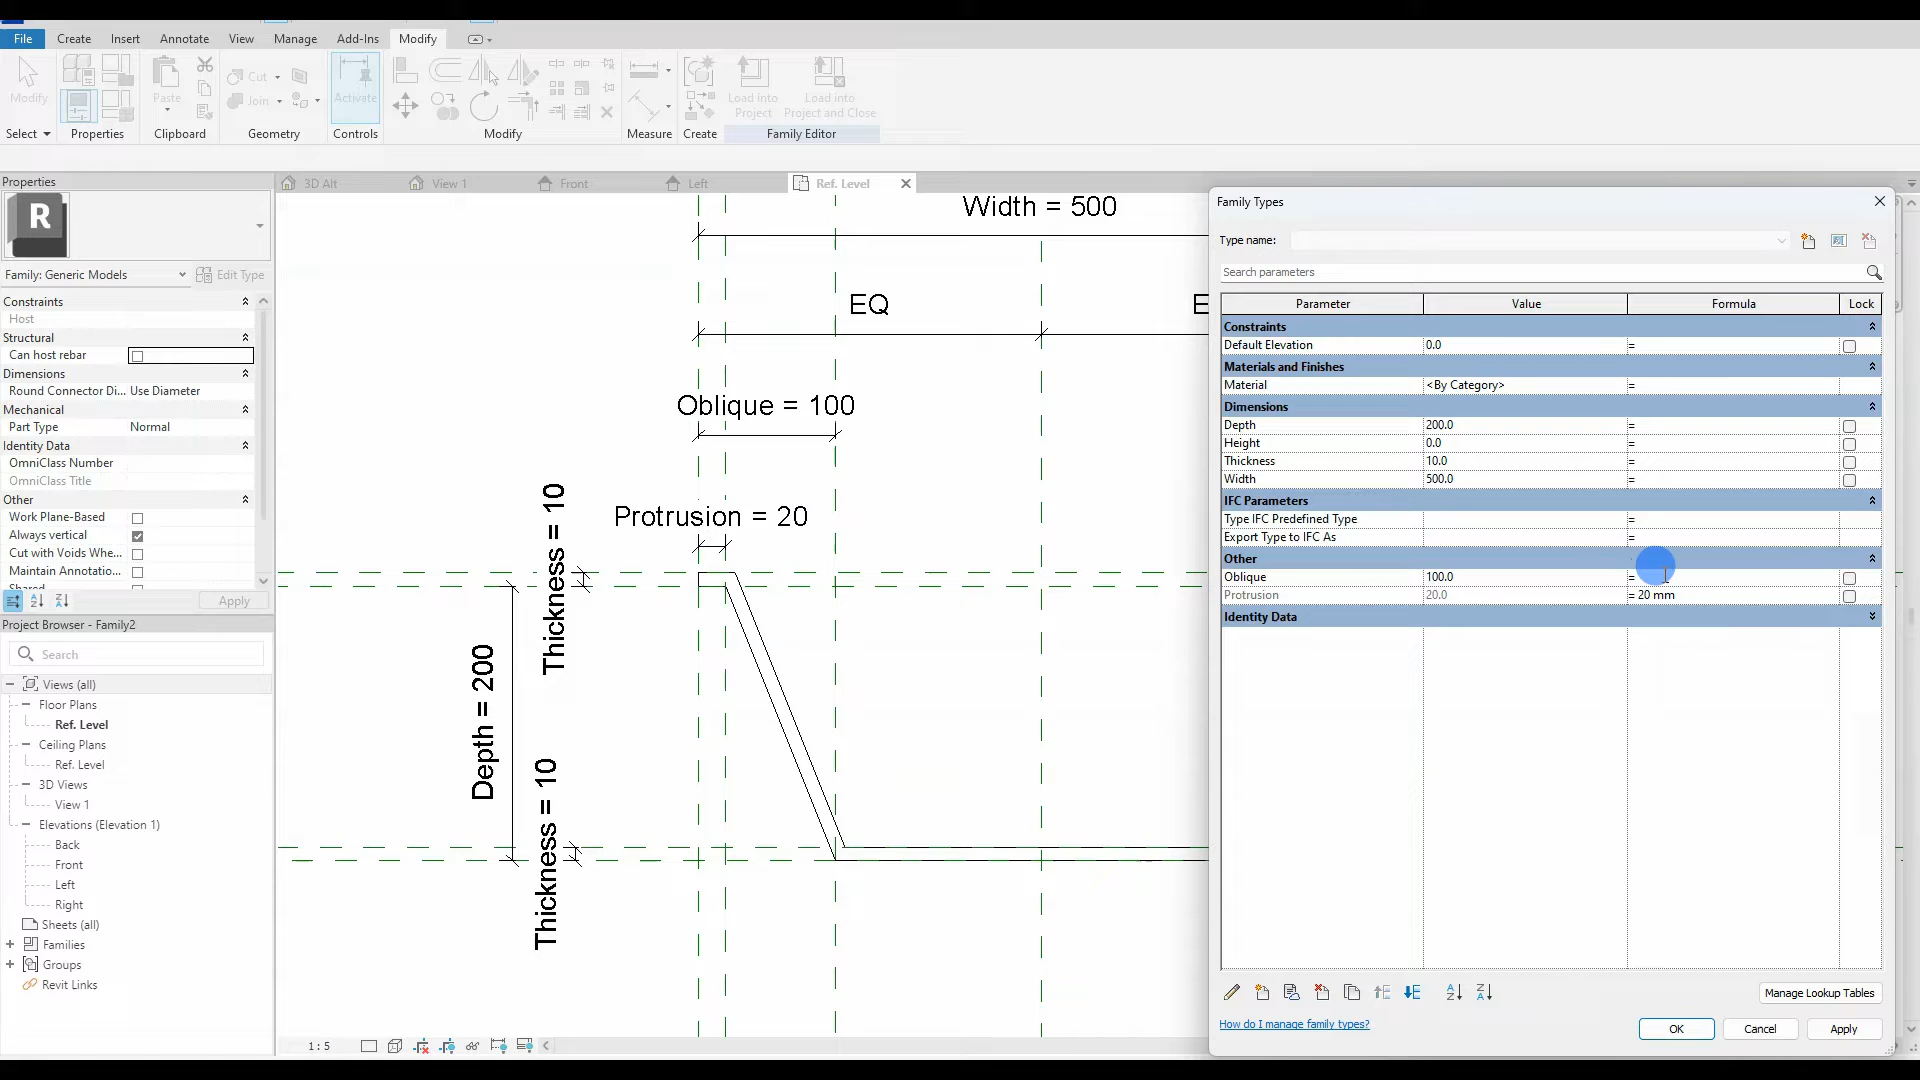 File Create Insert Annotate View Manage Add-Ins Modify
Modify Cut Join Paste Activate Load into Project Load into Project and Close
Select Properties Clipboard Geometry Controls Modify Measure Create Family Editor
Properties
3D Alt View 1 Front Left Ref. Level
R
Family: Generic Models Edit Type
Constraints
Host
Structural
Can host rebar
Dimensions
Round Connector Di... Use Diameter
Mechanical
Part Type Normal
Identity Data
OmniClass Number
OmniClass Title
Other
Work Plane-Based
Always vertical
Cut with Voids Whe...
Maintain Annotatio...
Shared
Apply
Project Browser - Family2
Search
Views (all)
Floor Plans
Ref. Level
Ceiling Plans
Ref. Level
3D Views
View 1
Elevations (Elevation 1)
Back
Front
Left
Right
Sheets (all)
Families
Groups
Revit Links
Width = 500
EQ
E
Oblique = 100
Protrusion = 20
Thickness = 10
Depth = 200
Thickness = 10
1 : 5
Family Types
Type name:
Search parameters
Parameter Value Formula Lock
Constraints
Default Elevation 0.0 =
Materials and Finishes
Material <By Category> =
Dimensions
Depth 200.0 =
Height 0.0 =
Thickness 10.0 =
Width 500.0 =
IFC Parameters
Type IFC Predefined Type =
Export Type to IFC As =
Other
Oblique 100.0 =
Protrusion 20.0 = 20 mm
Identity Data
Manage Lookup Tables
How do I manage family types?
OK Cancel Apply